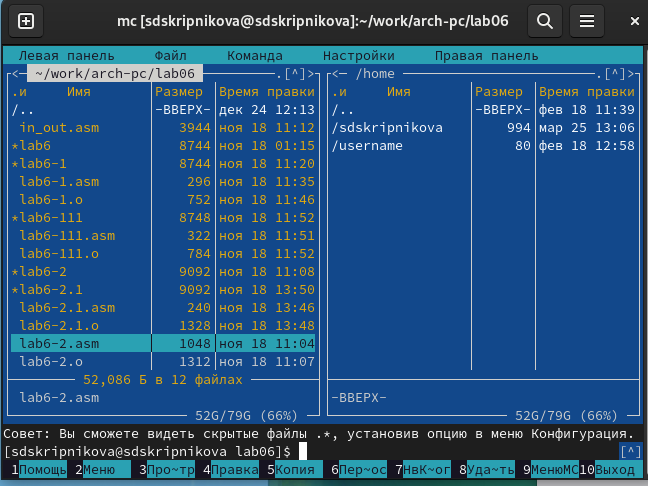 mc [sdskripnikova@sdskripnikova]:~/work/arch-pc/lab06
Левая панель Файл Команда Настройки Правая панель
<— ~/work/arch-pc/lab06 .[^]> <— /home .[^]>
.и Имя Размер Время правки .и Имя Размер Время правки
/.. -ВВЕРХ- дек 24 12:13 /.. -ВВЕРХ- фев 18 11:39
in_out.asm 3944 ноя 18 11:12 /sdskripnikova 994 мар 25 13:06
*lab6 8744 ноя 18 01:15 /username 80 фев 18 12:58
*lab6-1 8744 ноя 18 11:20
lab6-1.asm 296 ноя 18 11:35
lab6-1.o 752 ноя 18 11:46
*lab6-111 8748 ноя 18 11:52
lab6-111.asm 322 ноя 18 11:51
lab6-111.o 784 ноя 18 11:52
*lab6-2 9092 ноя 18 11:08
*lab6-2.1 9092 ноя 18 13:50
lab6-2.1.asm 240 ноя 18 13:46
lab6-2.1.o 1328 ноя 18 13:48
lab6-2.asm 1048 ноя 18 11:04
lab6-2.o 1312 ноя 18 11:07
52,086 Б в 12 файлах
lab6-2.asm -ВВЕРХ-
52G/79G (66%) 52G/79G (66%)
Совет: Вы сможете видеть скрытые файлы .*, установив опцию в меню Конфигурация.
[sdskripnikova@sdskripnikova lab06]$ [^]
1Помощь 2Меню 3Про~тр 4Правка 5Копия 6Пер~ос 7НвК~ог 8Уда~ть 9МенюMC 10Выход